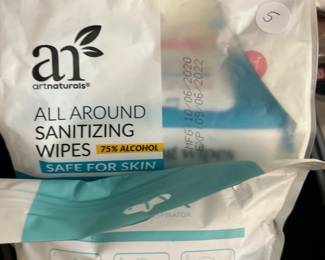 5
an
artnaturals®
ALL AROUND
SANITIZING
WIPES 75% ALCOHOL
SAFE FOR SKIN
MFG 10/06/2020
EXP 09/06/2022